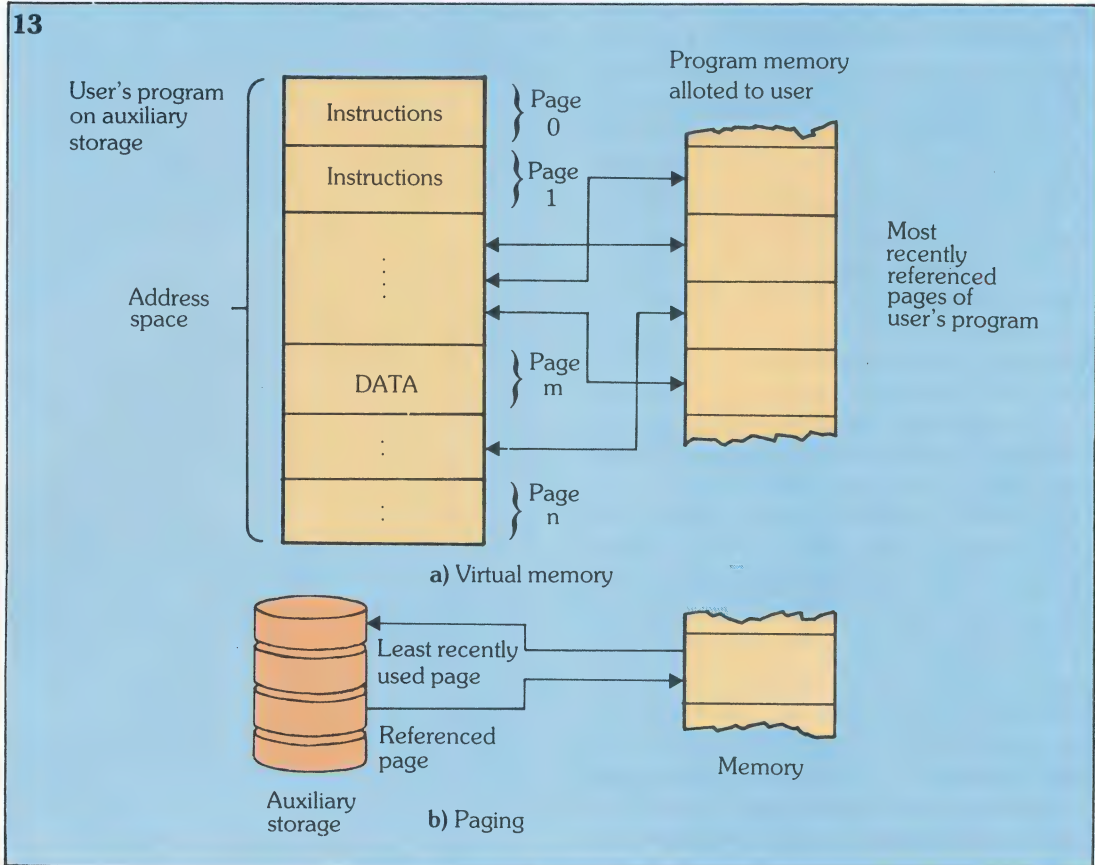 13
User's program
on auxiliary
storage
Instructions
Page
0
Instructions
Page
1
Address
space
DATA
Page
m
Page
n
Program memory
alloted to user
Most
recently
referenced
pages of
user's program
a) Virtual memory
Least recently
used page
Referenced
page
Auxiliary
storage
Memory
b) Paging